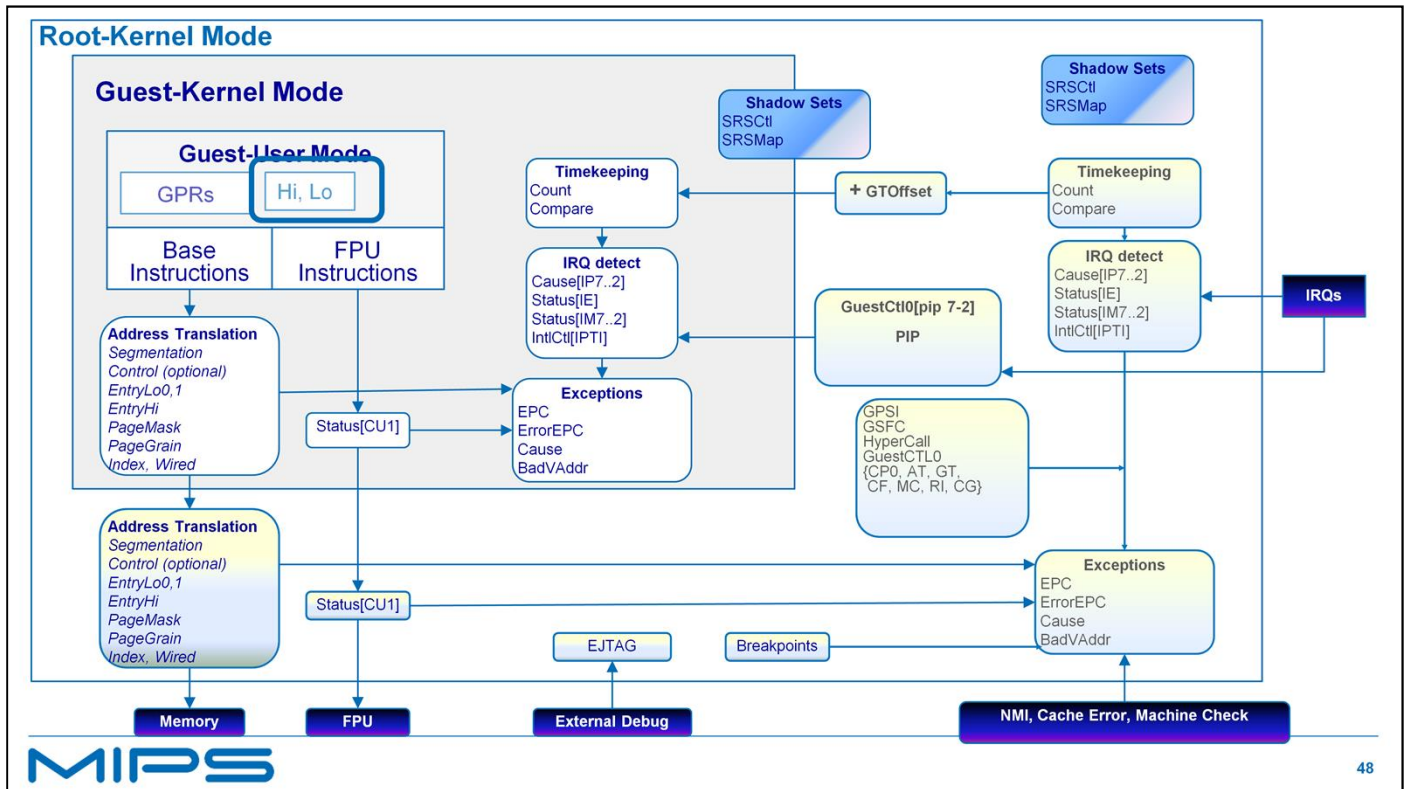 Root-Kernel Mode
Guest-Kernel Mode
Guest-User Mode
GPRs
Hi, Lo
Base
Instructions
FPU
Instructions
Address Translation
Segmentation
Control (optional)
EntryLo0,1
EntryHi
PageMask
PageGrain
Index, Wired
Status[CU1]
Timekeeping
Count
Compare
IRQ detect
Cause[IP7..2]
Status[IE]
Status[IM7..2]
IntlCtl[IPTI]
Exceptions
EPC
ErrorEPC
Cause
BadVAddr
Shadow Sets
SRSCtl
SRSMap
+ GTOffset
GuestCtl0[pip 7-2]
PIP
Shadow Sets
SRSCtl
SRSMap
Timekeeping
Count
Compare
IRQ detect
Cause[IP7..2]
Status[IE]
Status[IM7..2]
IntlCtl[IPTI]
IRQs
GPSI
GSFC
HyperCall
GuestCTL0
{CP0, AT, GT,
CF, MC, RI, CG}
Address Translation
Segmentation
Control (optional)
EntryLo0,1
EntryHi
PageMask
PageGrain
Index, Wired
Status[CU1]
EJTAG
Breakpoints
Exceptions
EPC
ErrorEPC
Cause
BadVAddr
Memory
FPU
External Debug
NMI, Cache Error, Machine Check
MIPS
48